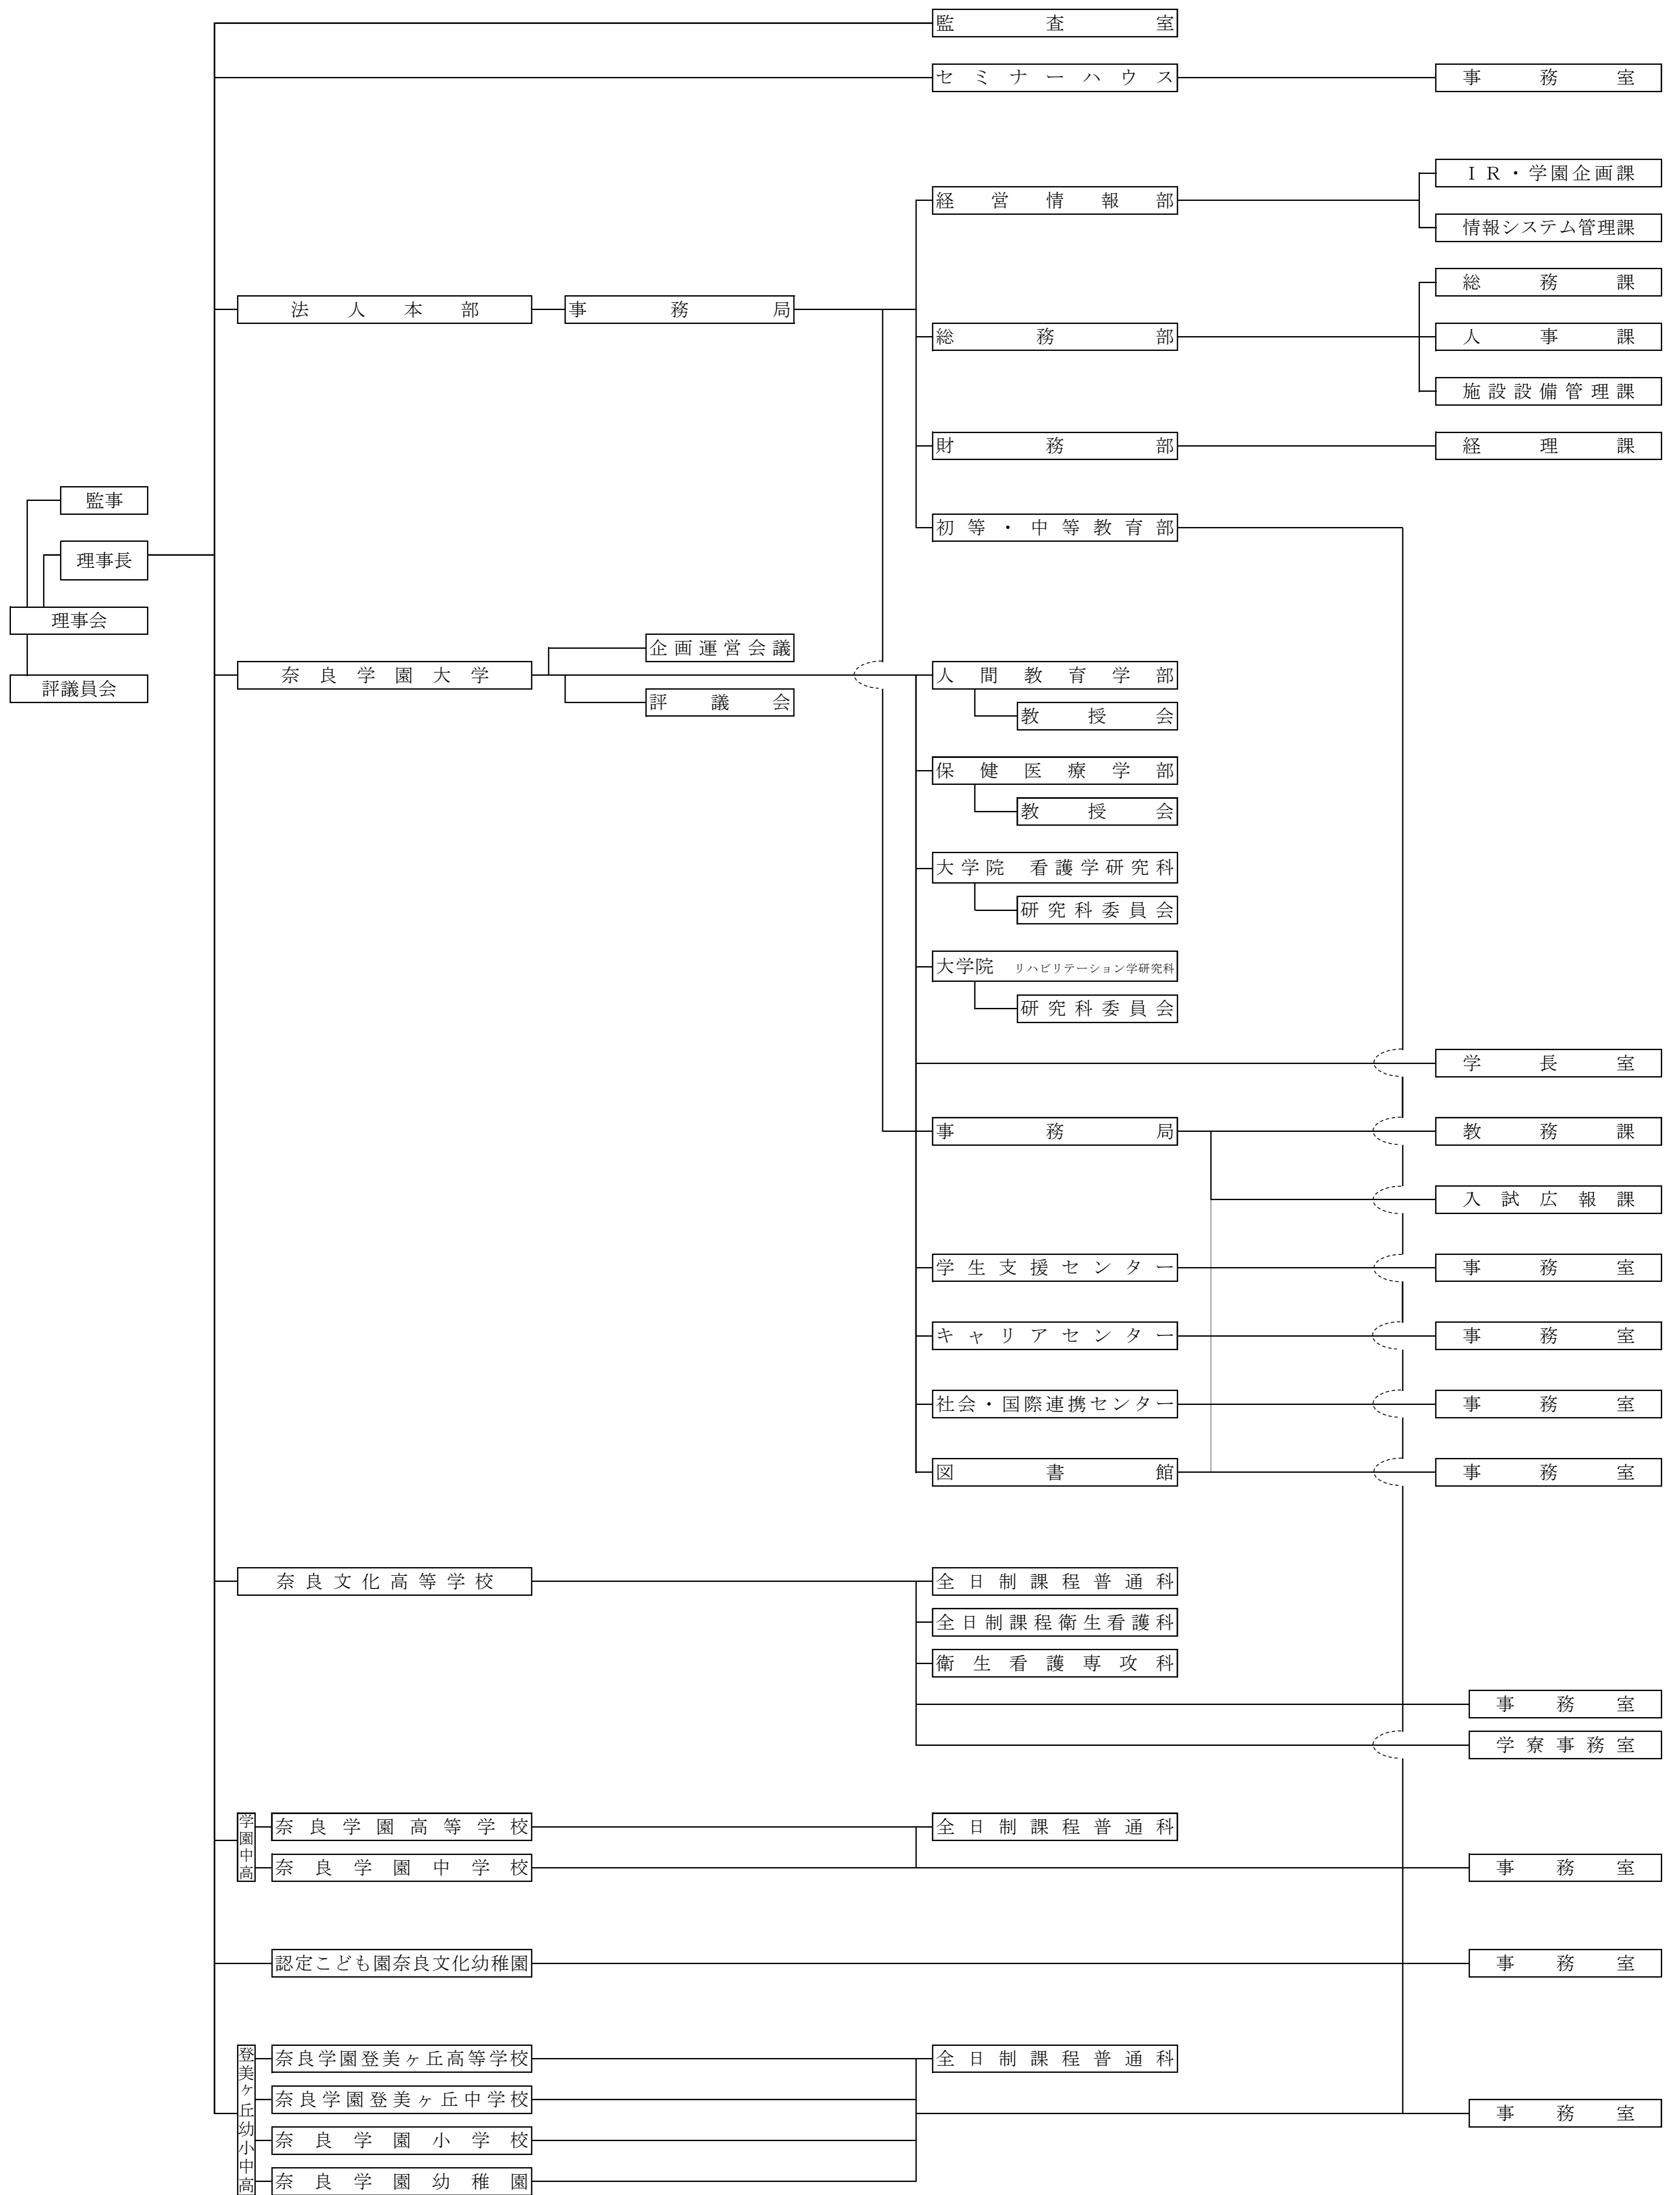 監査室
セミナーハウス 事務室
ＩＲ・学園企画課
経営情報部
情報システム管理課
総務課
法人本部 事務局
総務部 人事課
施設設備管理課
財務部 経理課
監事
初等・中等教育部
理事長
理事会
企画運営会議
奈良学園大学 人間教育学部
評議員会
評議会
教授会
保健医療学部
教授会
大学院 看護学研究科
研究科委員会
大学院 リハビリテーション学研究科
研究科委員会
学長室
事務局 教務課
入試広報課
学生支援センター 事務室
キャリアセンター 事務室
社会・国際連携センター 事務室
図書館 事務室
奈良文化高等学校 全日制課程普通科
全日制課程衛生看護科
衛生看護専攻科
事務室
学寮事務室
学園中高
奈良学園高等学校 全日制課程普通科
奈良学園中学校 事務室
認定こども園奈良文化幼稚園 事務室
登美ヶ丘幼小中高
奈良学園登美ヶ丘高等学校 全日制課程普通科
奈良学園登美ヶ丘中学校
事務室
奈良学園小学校
奈良学園幼稚園